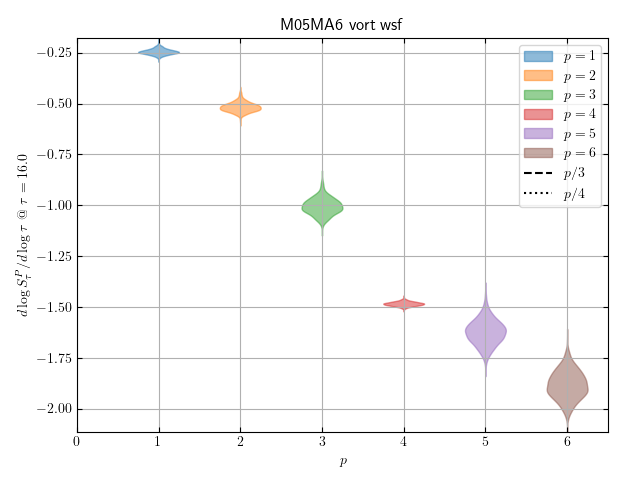 M05MA6 vort wsf
d log S_τ^P / d log τ @ τ = 16.0
−0.25
−0.50
−0.75
−1.00
−1.25
−1.50
−1.75
−2.00
p = 1
p = 2
p = 3
p = 4
p = 5
p = 6
p/3
p/4
0 1 2 3 4 5 6
p